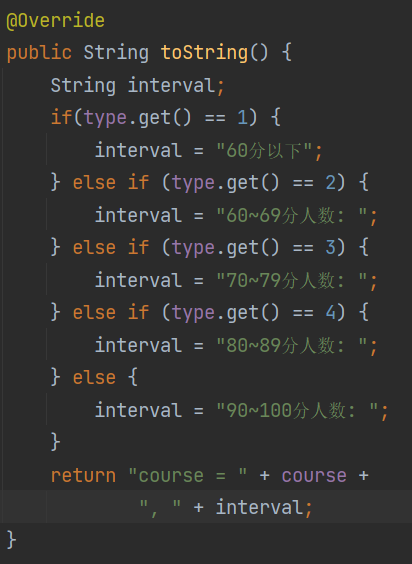 @Override
public String toString() {
    String interval;
    if(type.get() == 1) {
        interval = "60分以下";
    } else if (type.get() == 2) {
        interval = "60~69分人数: ";
    } else if (type.get() == 3) {
        interval = "70~79分人数: ";
    } else if (type.get() == 4) {
        interval = "80~89分人数: ";
    } else {
        interval = "90~100分人数: ";
    }
    return "course = " + course +
            ", " + interval;
}